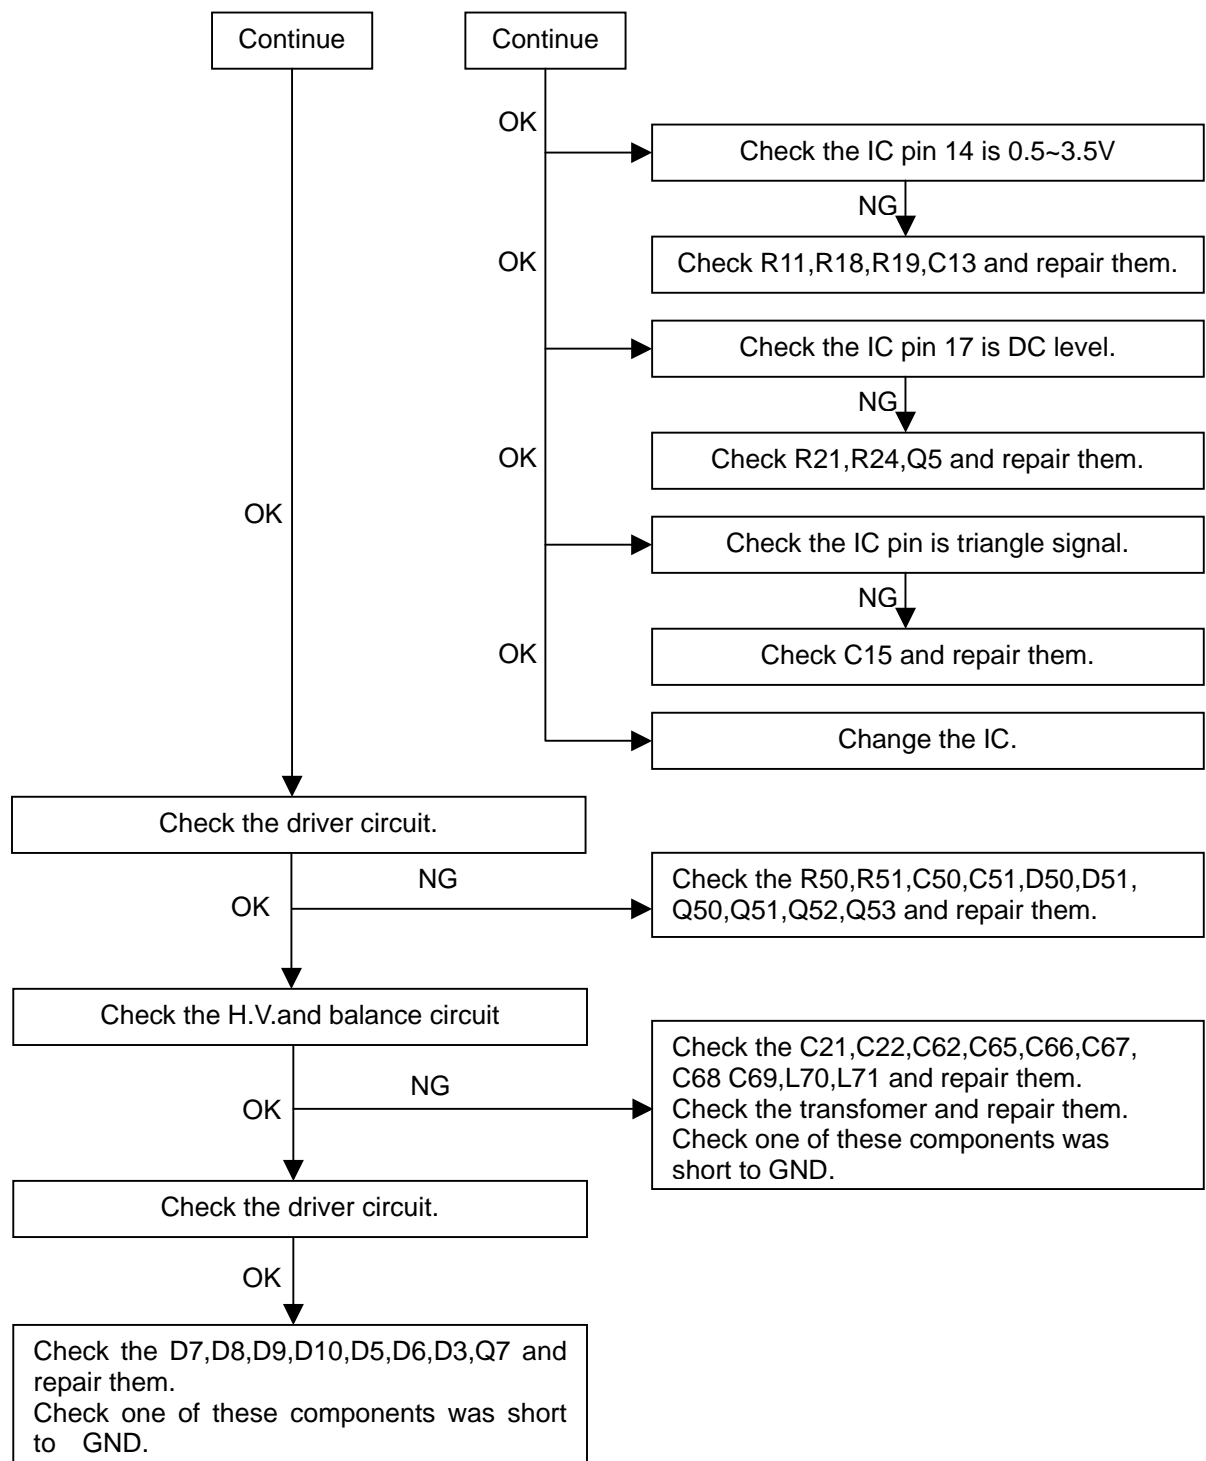 Continue
Continue
OK
Check the IC pin 14 is 0.5~3.5V
NG
OK
Check R11,R18,R19,C13 and repair them.
Check the IC pin 17 is DC level.
NG
OK
Check R21,R24,Q5 and repair them.
OK
Check the IC pin is triangle signal.
NG
OK
Check C15 and repair them.
Change the IC.
Check the driver circuit.
NG
OK
Check the R50,R51,C50,C51,D50,D51,
Q50,Q51,Q52,Q53 and repair them.
Check the H.V.and balance circuit
NG
OK
Check the C21,C22,C62,C65,C66,C67,
C68 C69,L70,L71 and repair them.
Check the transfomer and repair them.
Check one of these components was
short to GND.
Check the driver circuit.
OK
Check the D7,D8,D9,D10,D5,D6,D3,Q7 and
repair them.
Check one of these components was short
to GND.